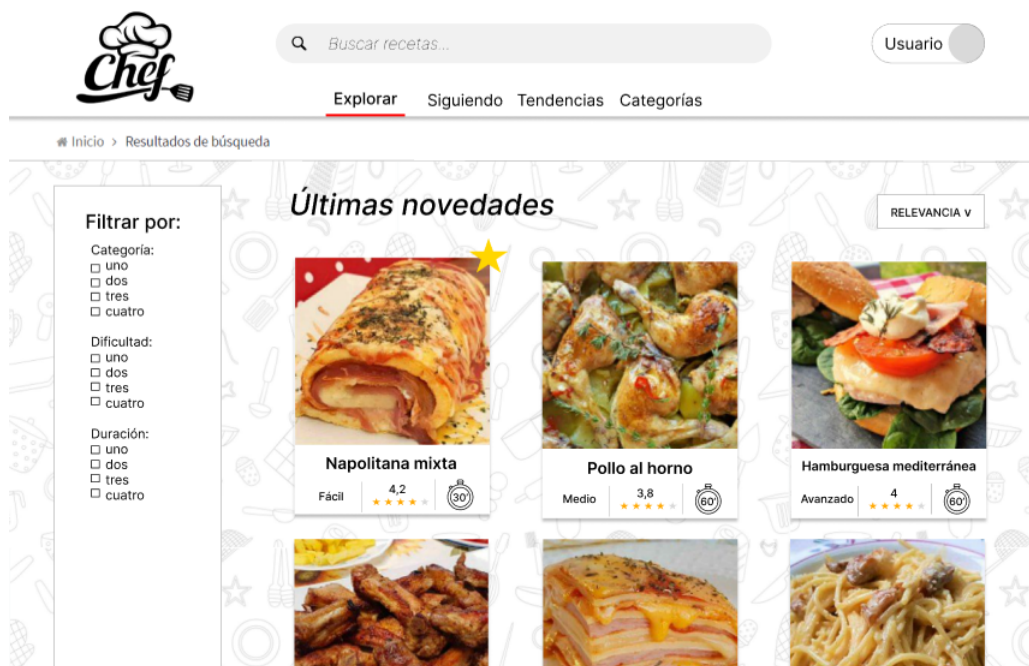 Chef
Buscar recetas...
Usuario
Explorar Siguiendo Tendencias Categorías
Inicio > Resultados de búsqueda
Filtrar por:
Categoría:
uno
dos
tres
cuatro
Dificultad:
uno
dos
tres
cuatro
Duración:
uno
dos
tres
cuatro
Últimas novedades
RELEVANCIA v
Napolitana mixta
Fácil 4,2 30'
Pollo al horno
Medio 3,8 60'
Hamburguesa mediterránea
Avanzado 4 60'